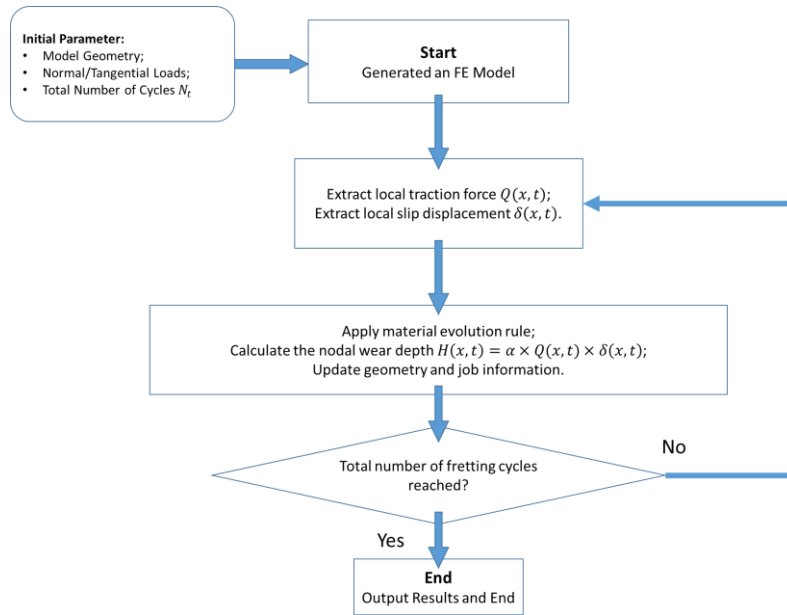 Initial Parameter:
• Model Geometry;
• Normal/Tangential Loads;
• Total Number of Cycles N_t
Start
Generated an FE Model
Extract local traction force Q(x, t);
Extract local slip displacement δ(x, t).
Apply material evolution rule;
Calculate the nodal wear depth H(x, t) = α × Q(x, t) × δ(x, t);
Update geometry and job information.
Total number of fretting cycles
reached?
No
Yes
End
Output Results and End